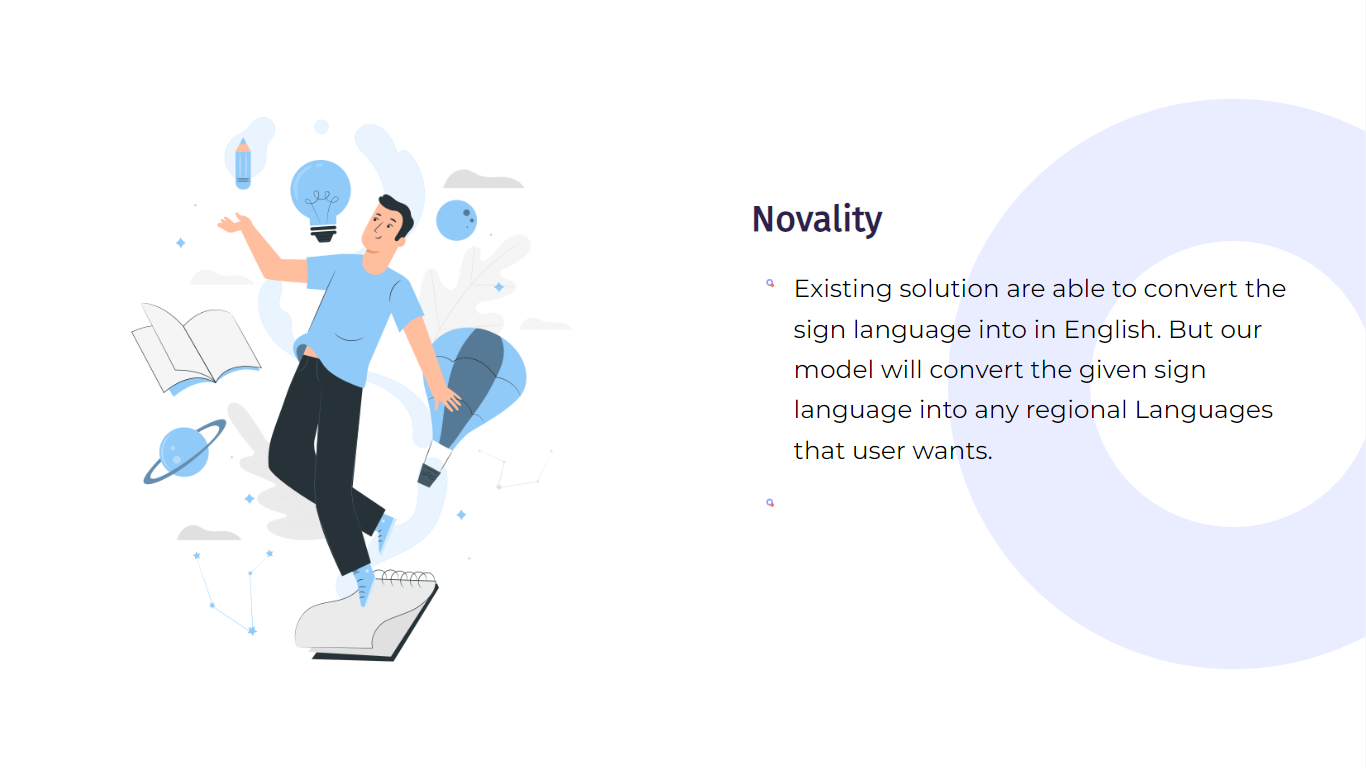 Novality
Existing solution are able to convert the
sign language into in English. But our
model will convert the given sign
language into any regional Languages
that user wants.